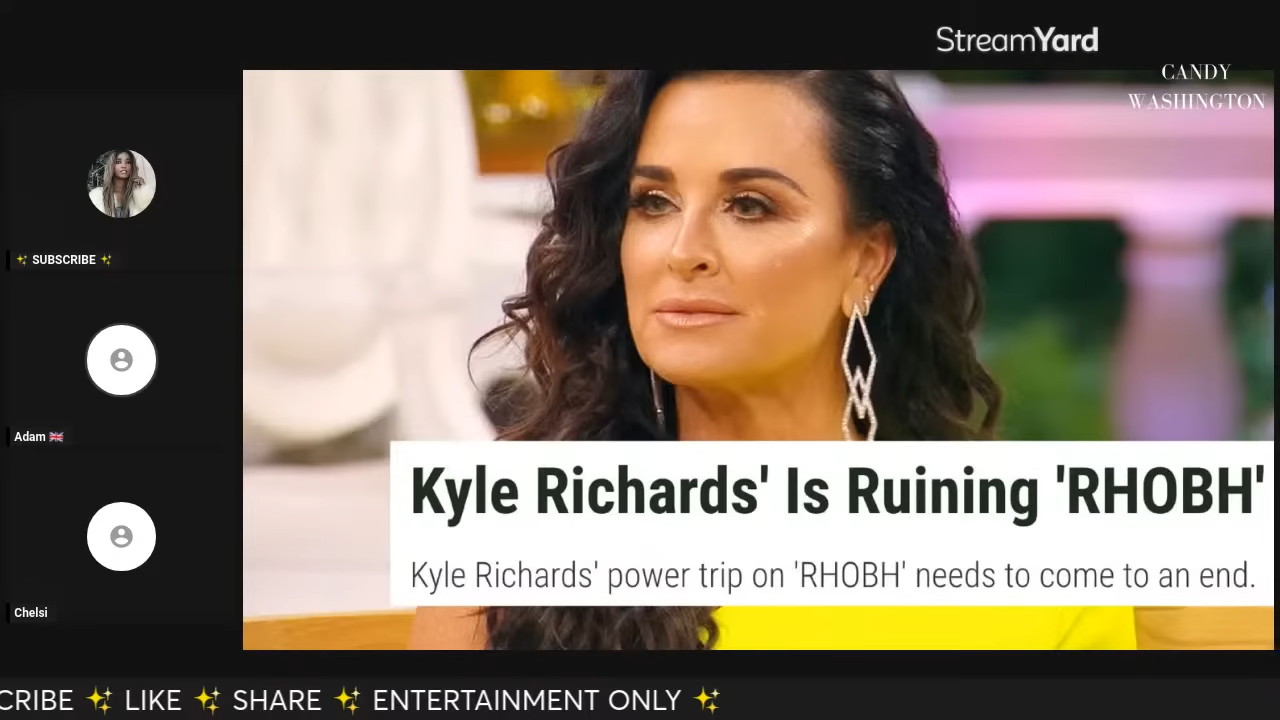 StreamYard
CANDY
WASHINGTON
✨ SUBSCRIBE ✨
Adam 🇬🇧
Chelsi
Kyle Richards' Is Ruining 'RHOBH'
Kyle Richards' power trip on 'RHOBH' needs to come to an end.
CRIBE ✨ LIKE ✨ SHARE ✨ ENTERTAINMENT ONLY ✨